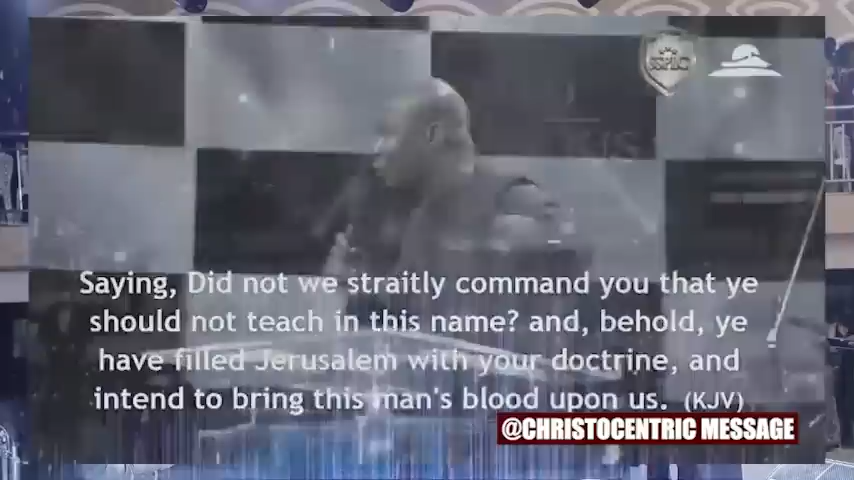 Saying, Did not we straitly command you that ye
should not teach in this name? and, behold, ye
have filled Jerusalem with your doctrine, and
intend to bring this man's blood upon us. (KJV)
@CHRISTOCENTRIC MESSAGE